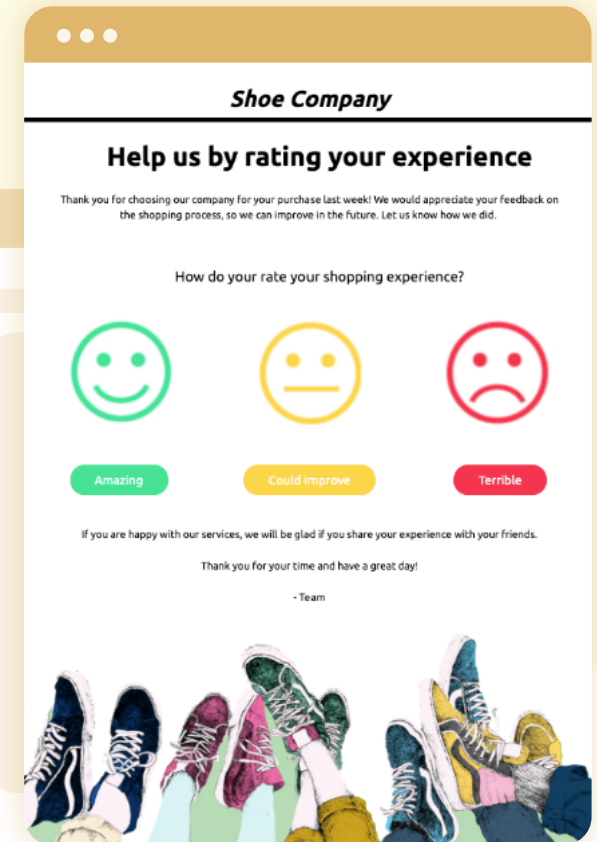 Shoe Company
Help us by rating your experience
Thank you for choosing our company for your purchase last week! We would appreciate your feedback on
the shopping process, so we can improve in the future. Let us know how we did.
How do your rate your shopping experience?
Amazing
Could improve
Terrible
If you are happy with our services, we will be glad if you share your experience with your friends.
Thank you for your time and have a great day!
- Team